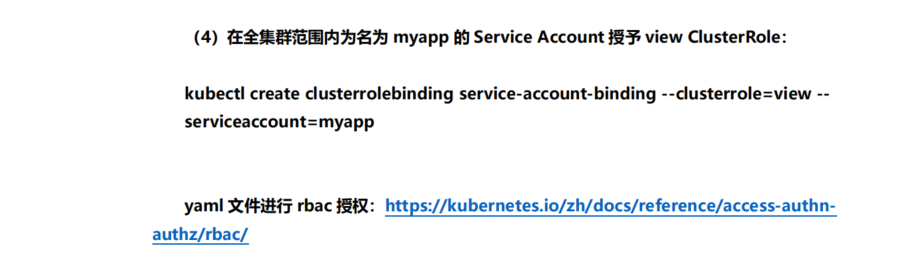 （4）在全集群范围内为名为 myapp 的 Service Account 授予 view ClusterRole：
kubectl create clusterrolebinding service-account-binding --clusterrole=view --
serviceaccount=myapp
yaml 文件进行 rbac 授权：https://kubernetes.io/zh/docs/reference/access-authn-
authz/rbac/